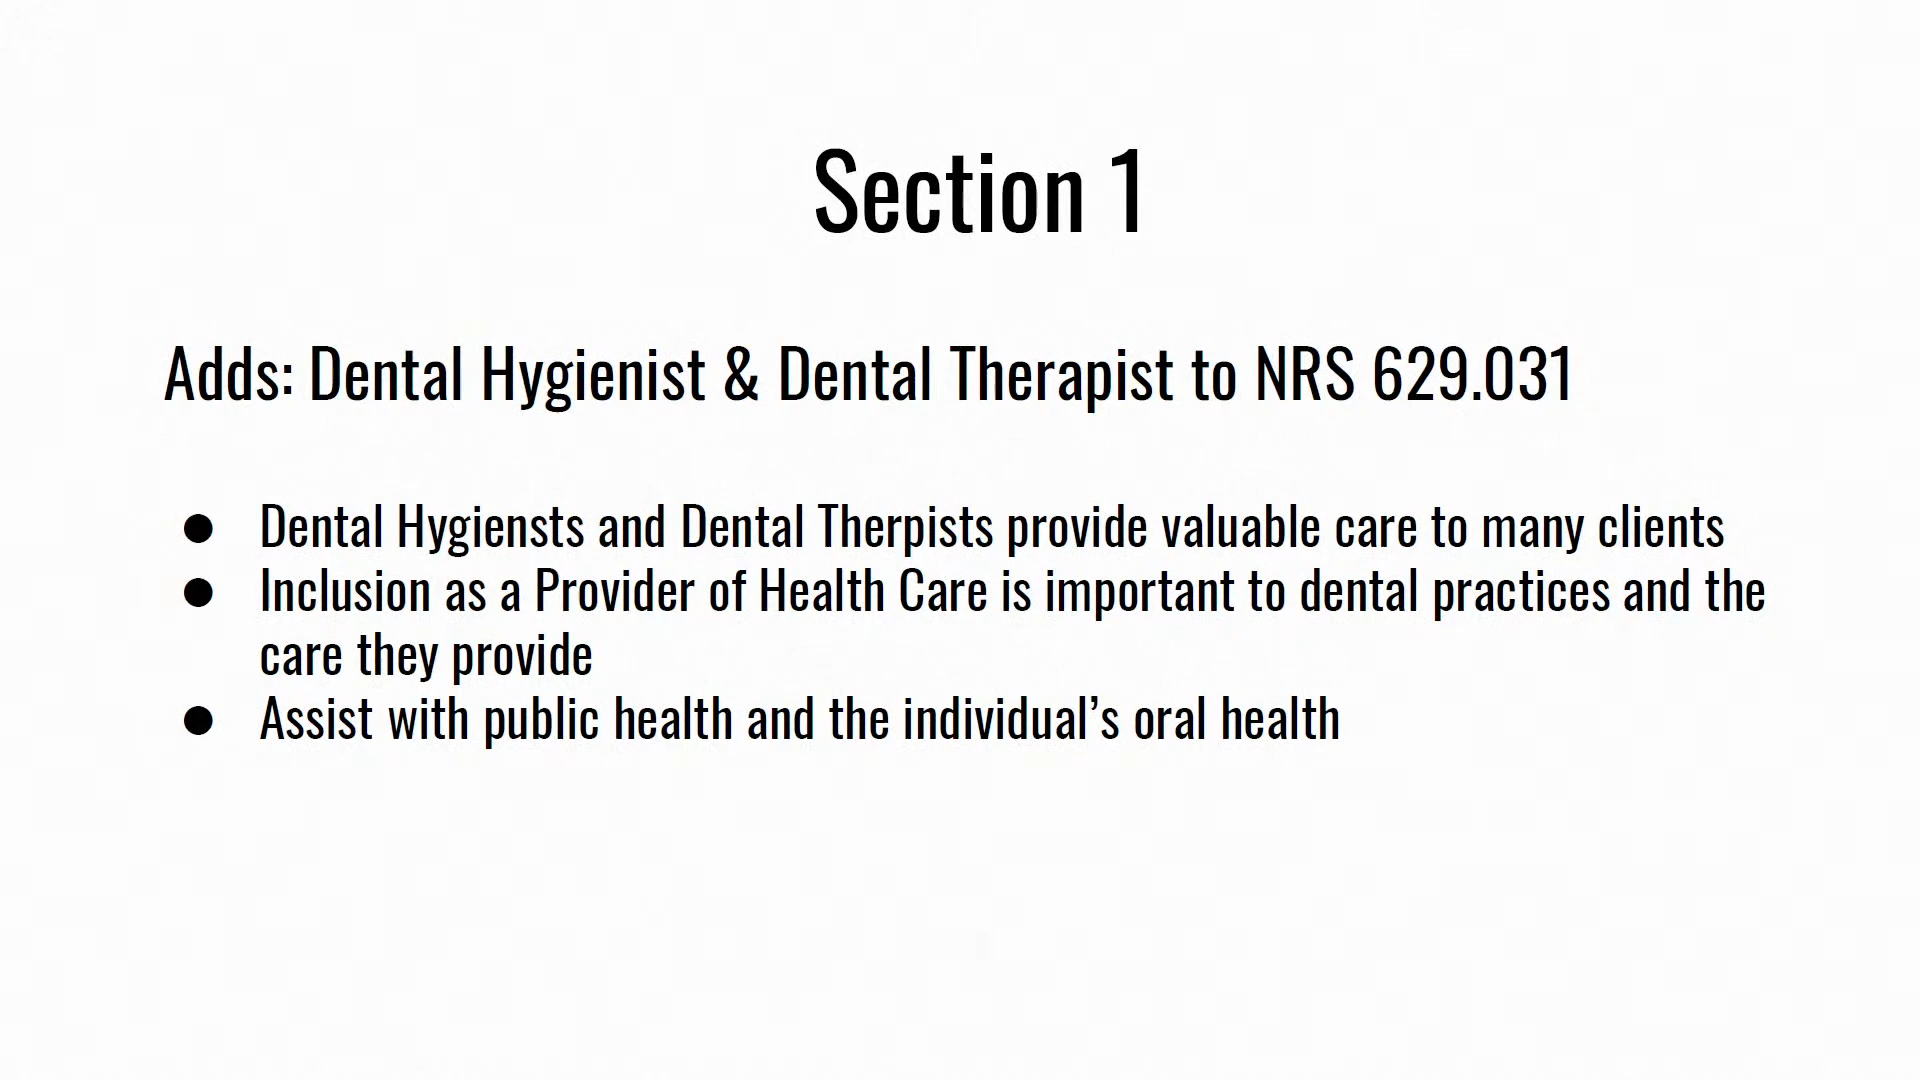 Section 1
Adds: Dental Hygienist & Dental Therapist to NRS 629.031
● Dental Hygiensts and Dental Therpists provide valuable care to many clients
● Inclusion as a Provider of Health Care is important to dental practices and the
care they provide
● Assist with public health and the individual’s oral health